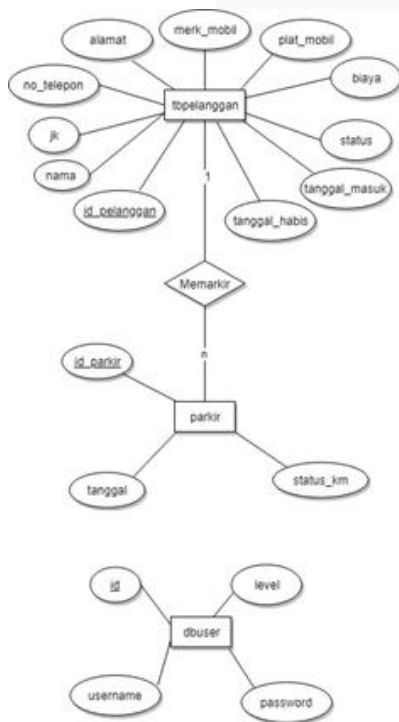 merk_mobil
alamat
plat_mobil
no_telepon
biaya
tbpelanggan
jk
status
nama
tanggal_masuk
id_pelanggan
1
tanggal_habis
Memarkir
n
id_parkir
parkir
tanggal
status_km
id
level
dbuser
username
password